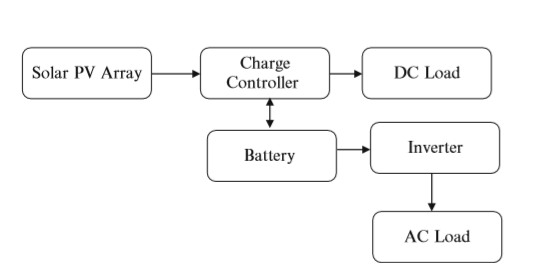 Solar PV Array
Charge
Controller
DC Load
Battery
Inverter
AC Load